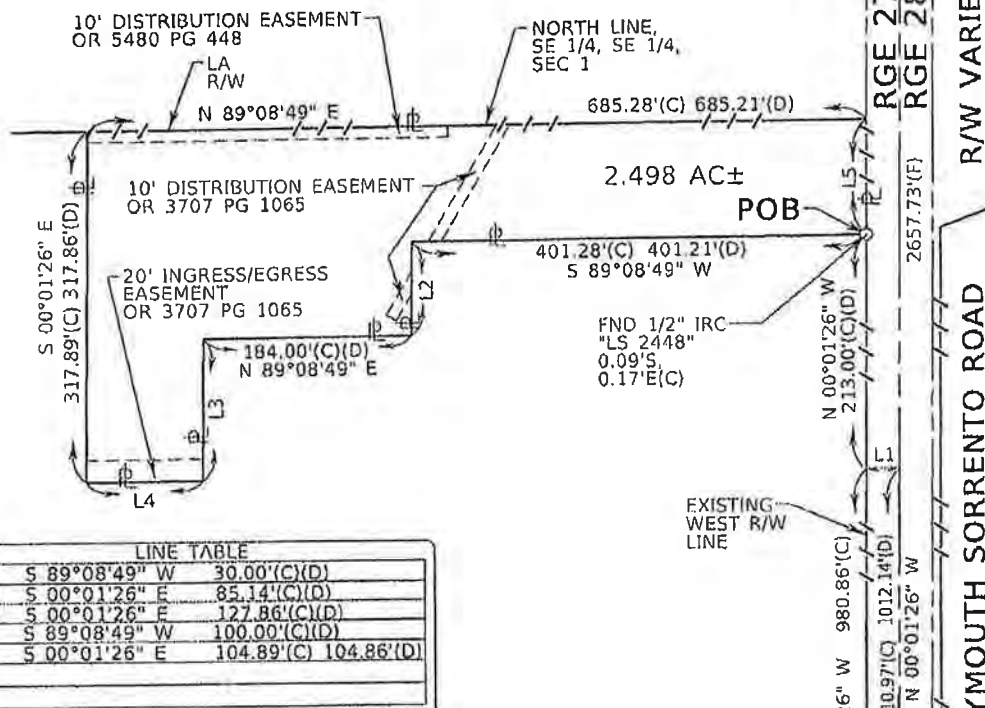 10' DISTRIBUTION EASEMENT
OR 5480 PG 448
LA
R/W
NORTH LINE,
SE 1/4, SE 1/4,
SEC 1
N 89°08'49" E
685.28'(C) 685.21'(D)
RGE
RGE
R/W VARIE
10' DISTRIBUTION EASEMENT
OR 3707 PG 1065
2.498 AC±
POB
L5
2657.73'(F)
S 00°01'26" E
317.89'(C) 317.86'(D)
20' INGRESS/EGRESS
EASEMENT
OR 3707 PG 1065
L2
401.28'(C) 401.21'(D)
S 89°08'49" W
184.00'(C)(D)
N 89°08'49" E
L3
L4
FND 1/2" IRC
"LS 2448"
0.09'S,
0.17'E(C)
N 00°01'26" W
213.00'(C)(D)
L1
EXISTING
WEST R/W
LINE
6" W 980.86'(C)
10.97'(C) 1012.14'(D)
N 00°01'26" W
YMOUTH SORRENTO ROAD
LINE TABLE
S 89°08'49" W 30.00'(C)(D)
S 00°01'26" E 85.14'(C)(D)
S 00°01'26" E 127.86'(C)(D)
S 89°08'49" W 100.00'(C)(D)
S 00°01'26" E 104.89'(C) 104.86'(D)